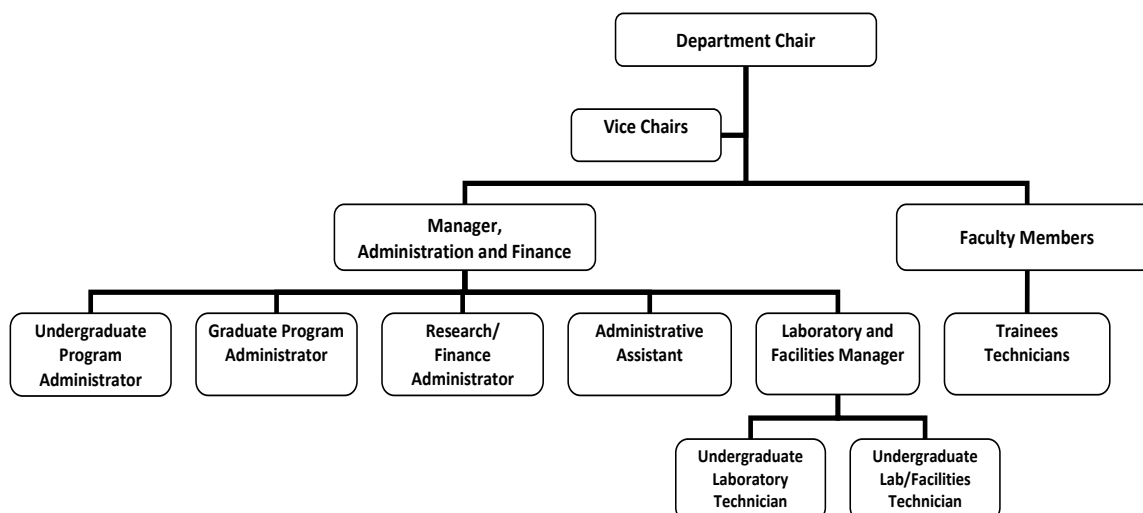 Department Chair
Vice Chairs
Manager,
Administration and Finance
Faculty Members
Undergraduate
Program
Administrator
Graduate Program
Administrator
Research/
Finance
Administrator
Administrative
Assistant
Laboratory and
Facilities Manager
Trainees
Technicians
Undergraduate
Laboratory
Technician
Undergraduate
Lab/Facilities
Technician